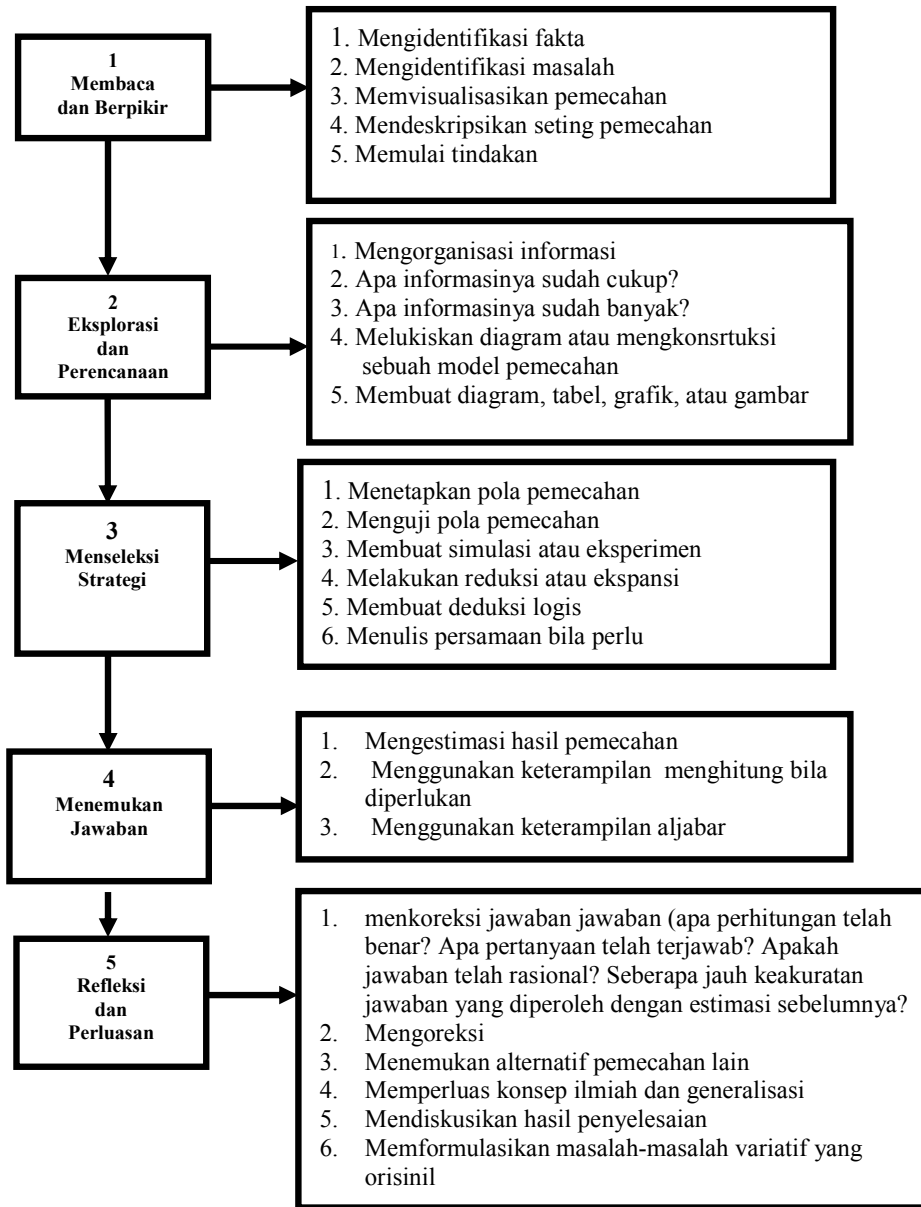 1
Membaca
dan Berpikir
1. Mengidentifikasi fakta
2. Mengidentifikasi masalah
3. Memvisualisasikan pemecahan
4. Mendeskripsikan seting pemecahan
5. Memulai tindakan
2
Eksplorasi
dan
Perencanaan
1. Mengorganisasi informasi
2. Apa informasinya sudah cukup?
3. Apa informasinya sudah banyak?
4. Melukiskan diagram atau mengkonsrtuksi
sebuah model pemecahan
5. Membuat diagram, tabel, grafik, atau gambar
3
Menseleksi
Strategi
1. Menetapkan pola pemecahan
2. Menguji pola pemecahan
3. Membuat simulasi atau eksperimen
4. Melakukan reduksi atau ekspansi
5. Membuat deduksi logis
6. Menulis persamaan bila perlu
4
Menemukan
Jawaban
1. Mengestimasi hasil pemecahan
2. Menggunakan keterampilan menghitung bila
diperlukan
3. Menggunakan keterampilan aljabar
5
Refleksi
dan
Perluasan
1. menkoreksi jawaban jawaban (apa perhitungan telah
benar? Apa pertanyaan telah terjawab? Apakah
jawaban telah rasional? Seberapa jauh keakuratan
jawaban yang diperoleh dengan estimasi sebelumnya?
2. Mengoreksi
3. Menemukan alternatif pemecahan lain
4. Memperluas konsep ilmiah dan generalisasi
5. Mendiskusikan hasil penyelesaian
6. Memformulasikan masalah-masalah variatif yang
orisinil